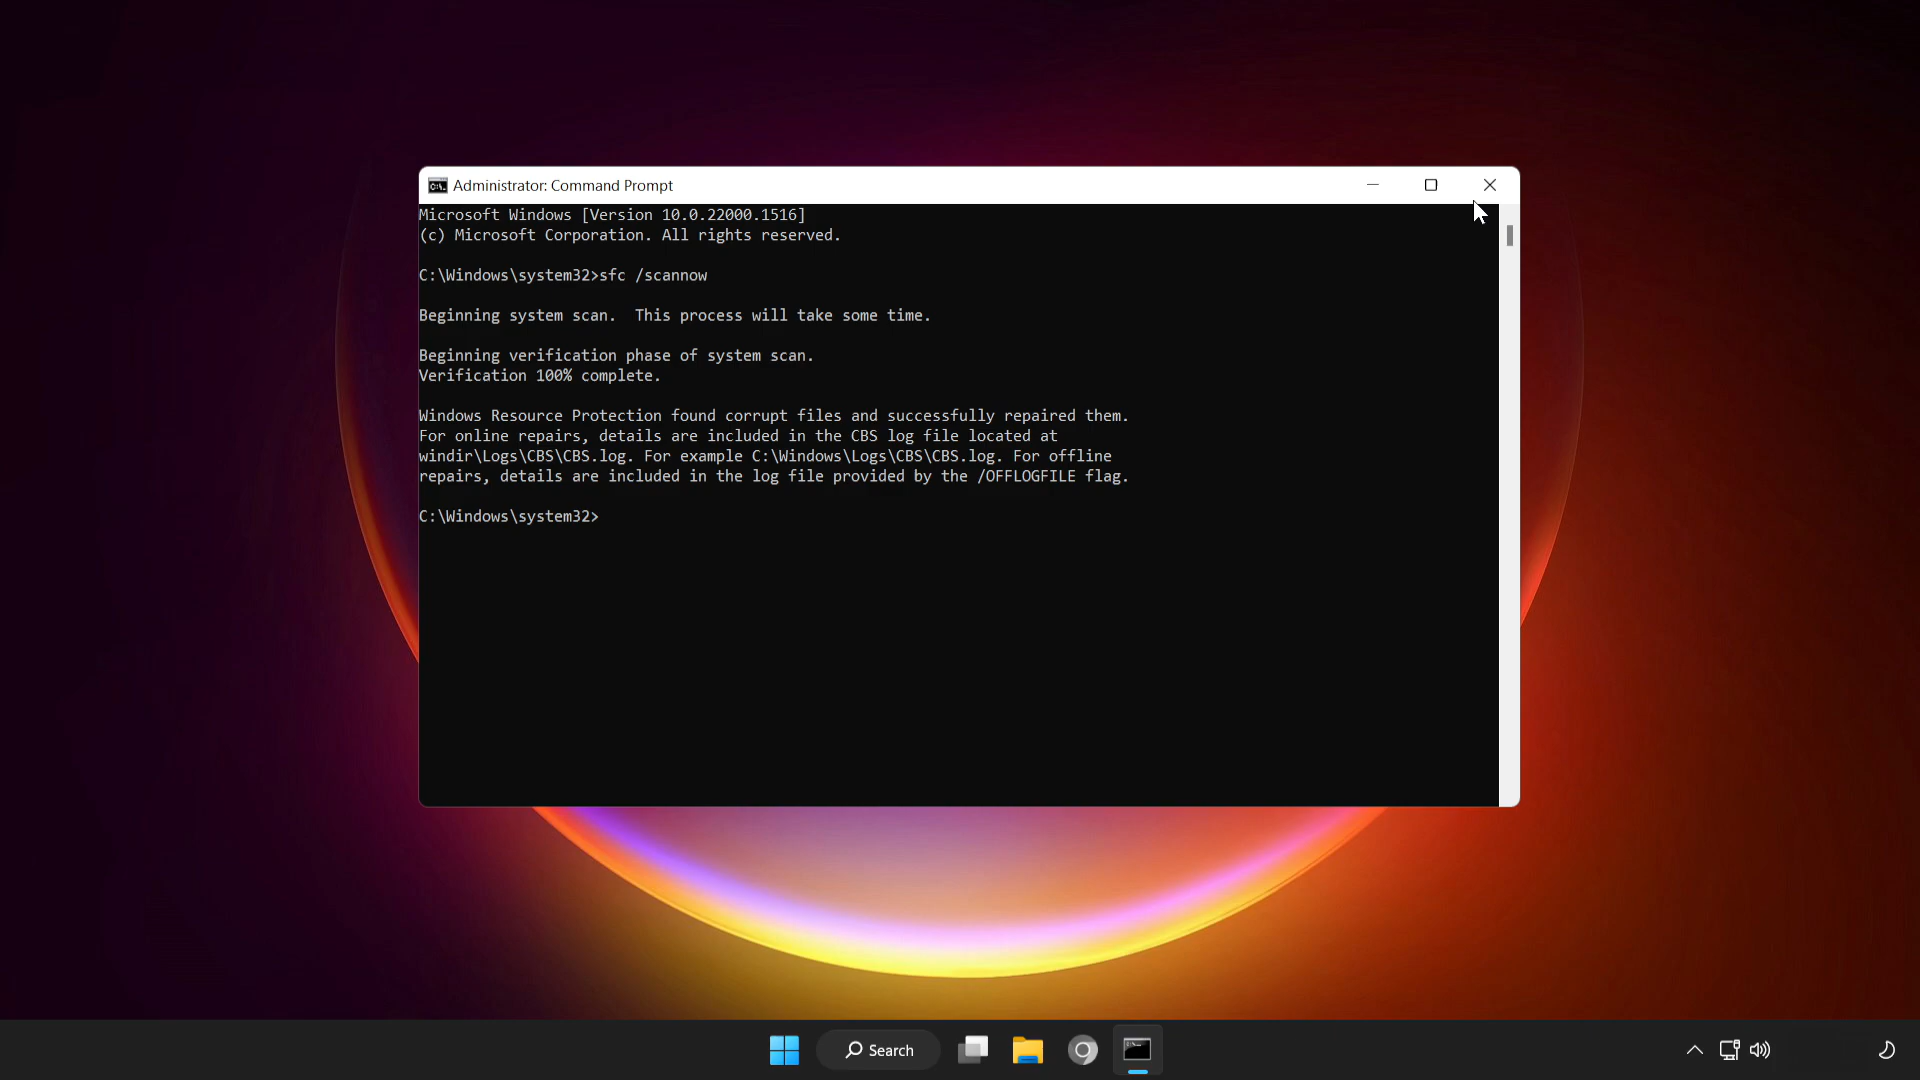 Administrator: Command Prompt
Microsoft Windows [Version 10.0.22000.1516]
(c) Microsoft Corporation. All rights reserved.
C:\Windows\system32>sfc /scannow
Beginning system scan.  This process will take some time.
Beginning verification phase of system scan.
Verification 100% complete.
Windows Resource Protection found corrupt files and successfully repaired them.
For online repairs, details are included in the CBS log file located at
windir\Logs\CBS\CBS.log. For example C:\Windows\Logs\CBS\CBS.log. For offline
repairs, details are included in the log file provided by the /OFFLOGFILE flag.
C:\Windows\system32>
Search